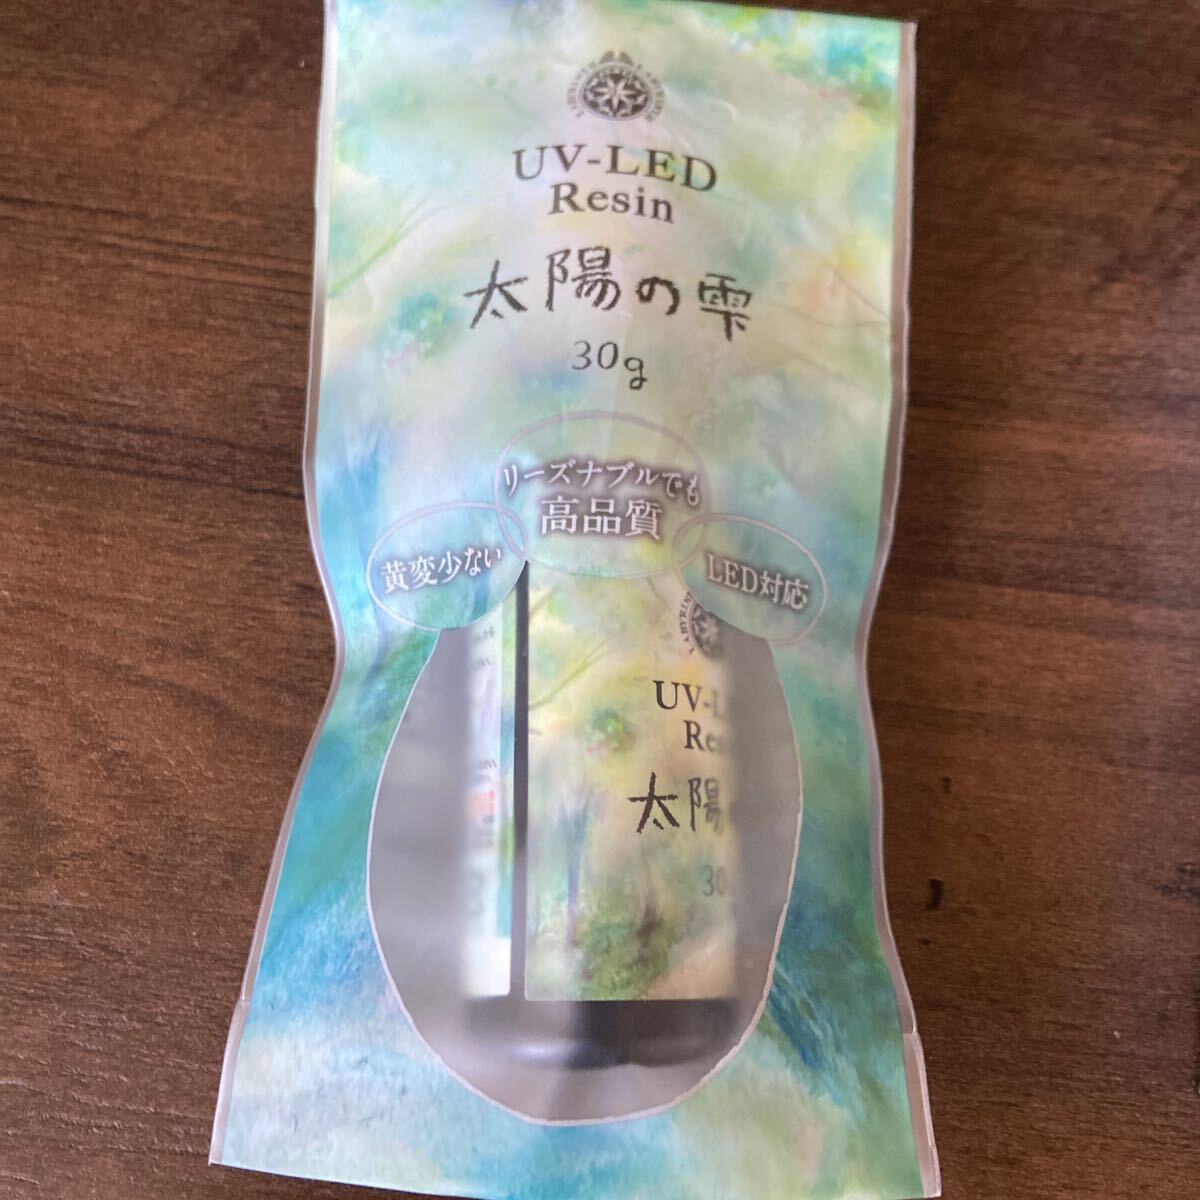 UV-LED
Resin
太陽の雫
30g
リーズナブルでも
高品質
黄変少ない
LED対応
UV-L
Re
太陽
30